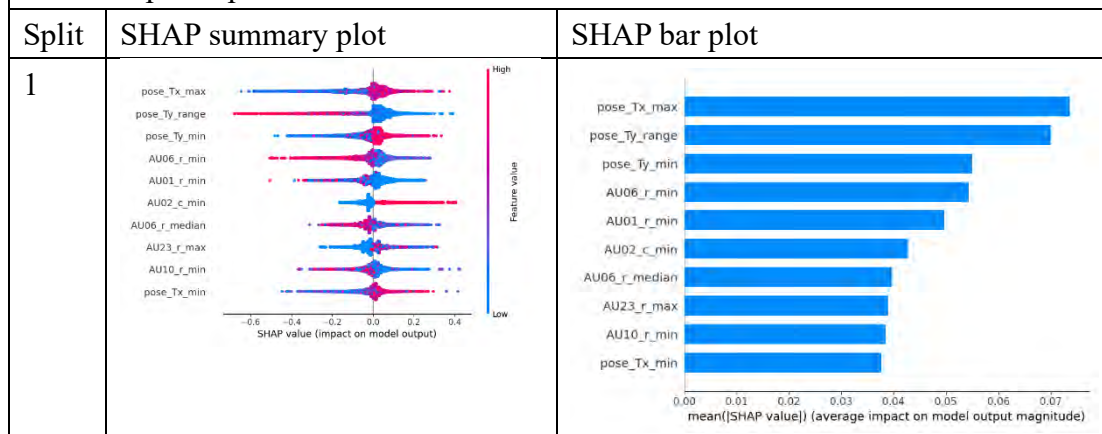 Split SHAP summary plot SHAP bar plot
1
High
pose_Tx_max
pose_Ty_range
pose_Ty_min
AU06_r_min
AU01_r_min
AU02_c_min
AU06_r_median
AU23_r_max
AU10_r_min
pose_Tx_min
Feature value
Low
−0.6 −0.4 −0.2 0.0 0.2 0.4
SHAP value (impact on model output)
pose_Tx_max
pose_Ty_range
pose_Ty_min
AU06_r_min
AU01_r_min
AU02_c_min
AU06_r_median
AU23_r_max
AU10_r_min
pose_Tx_min
0.00 0.01 0.02 0.03 0.04 0.05 0.06 0.07
mean(|SHAP value|) (average impact on model output magnitude)